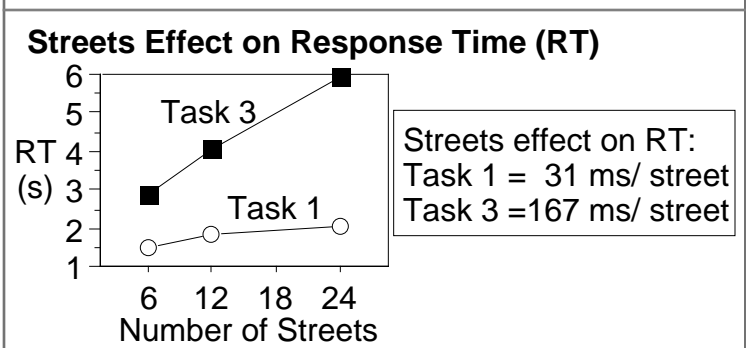 Streets Effect on Response Time (RT)
6
5
RT 4
(s) 3
2
1
Task 3
Task 1
6 12 18 24
Number of Streets
Streets effect on RT:
Task 1 = 31 ms/ street
Task 3 =167 ms/ street